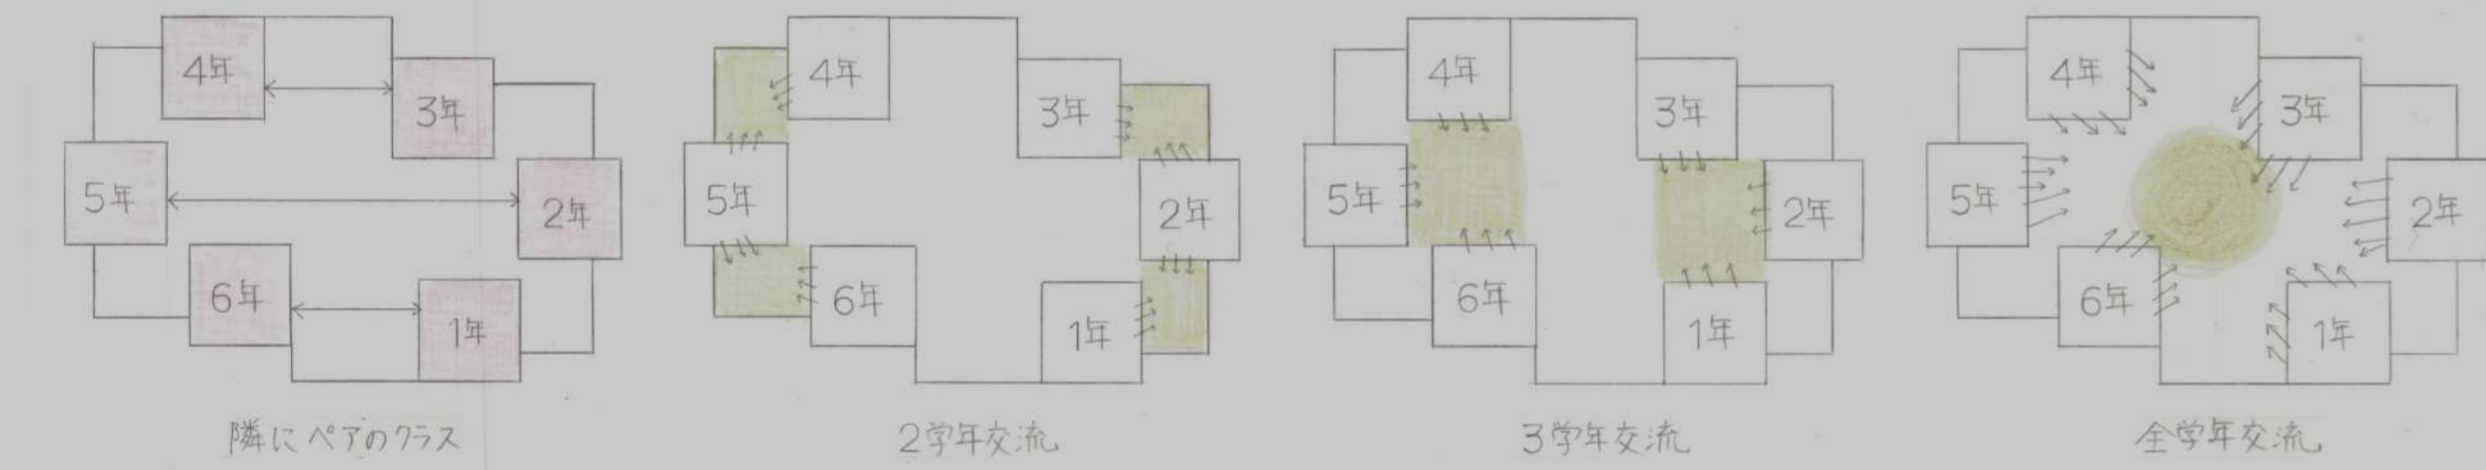 4年
3年
5年
2年
6年
1年
隣にペアのクラス
4年
3年
5年
2年
6年
1年
2学年交流
4年
3年
5年
2年
6年
1年
3学年交流
4年
3年
5年
2年
6年
1年
全学年交流